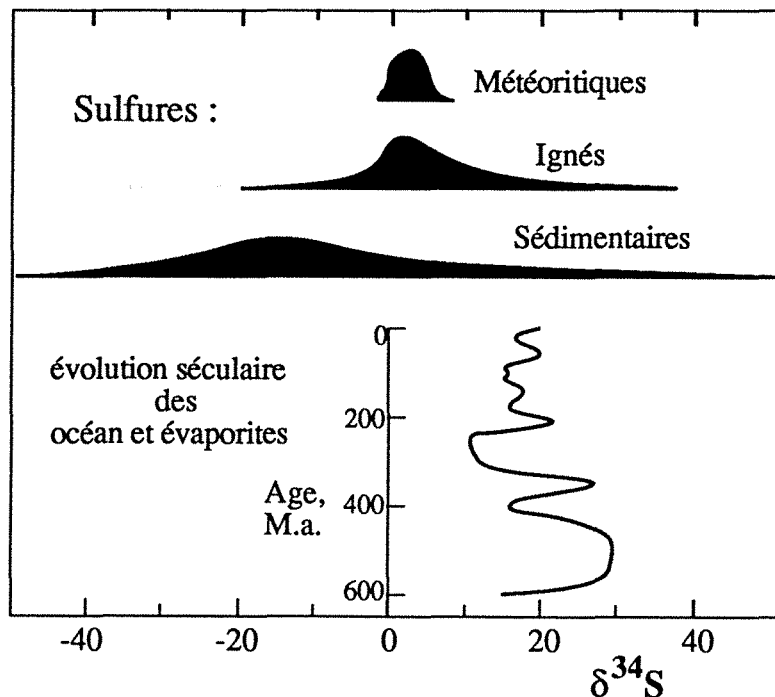 Météoritiques
Sulfures :
Ignés
Sédimentaires
évolution séculaire
des
océan et évaporites
Age,
M.a.
0
200
400
600
-40 -20 0 20 40
δ³⁴S